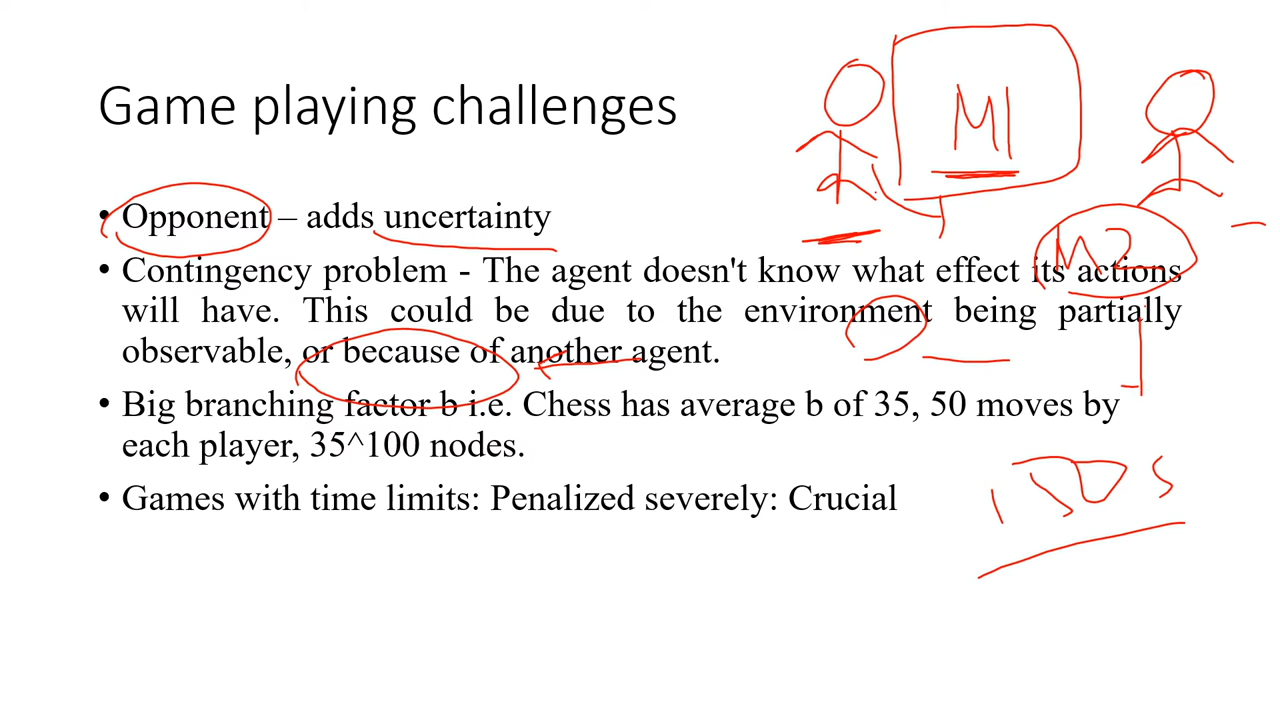 Game playing challenges
M1
• Opponent – adds uncertainty
M2
• Contingency problem - The agent doesn't know what effect its actions
will have. This could be due to the environment being partially
observable, or because of another agent.
• Big branching factor b i.e. Chess has average b of 35, 50 moves by
each player, 35^100 nodes.
• Games with time limits: Penalized severely: Crucial